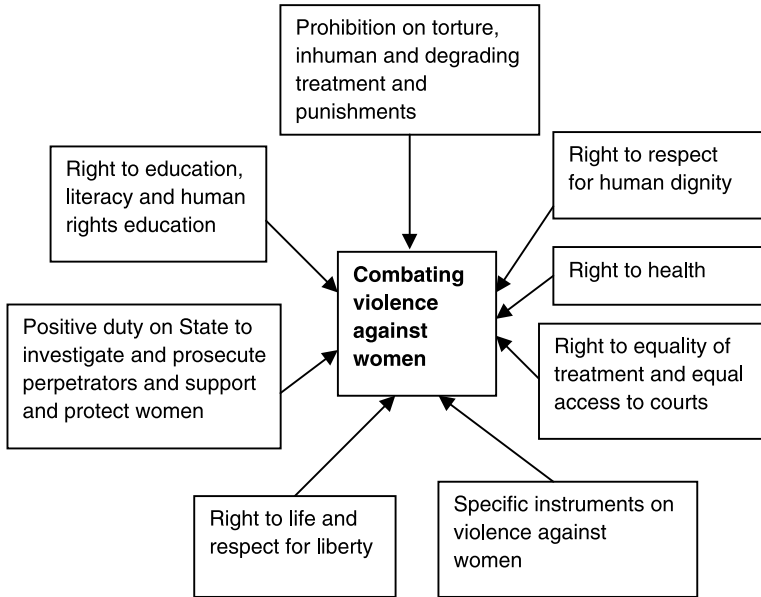 Prohibition on torture,
inhuman and degrading
treatment and
punishments
Right to education,
literacy and human
rights education
Right to respect
for human dignity
Combating
violence
against
women
Right to health
Positive duty on State to
investigate and prosecute
perpetrators and support
and protect women
Right to equality of
treatment and equal
access to courts
Right to life and
respect for liberty
Specific instruments on
violence against
women